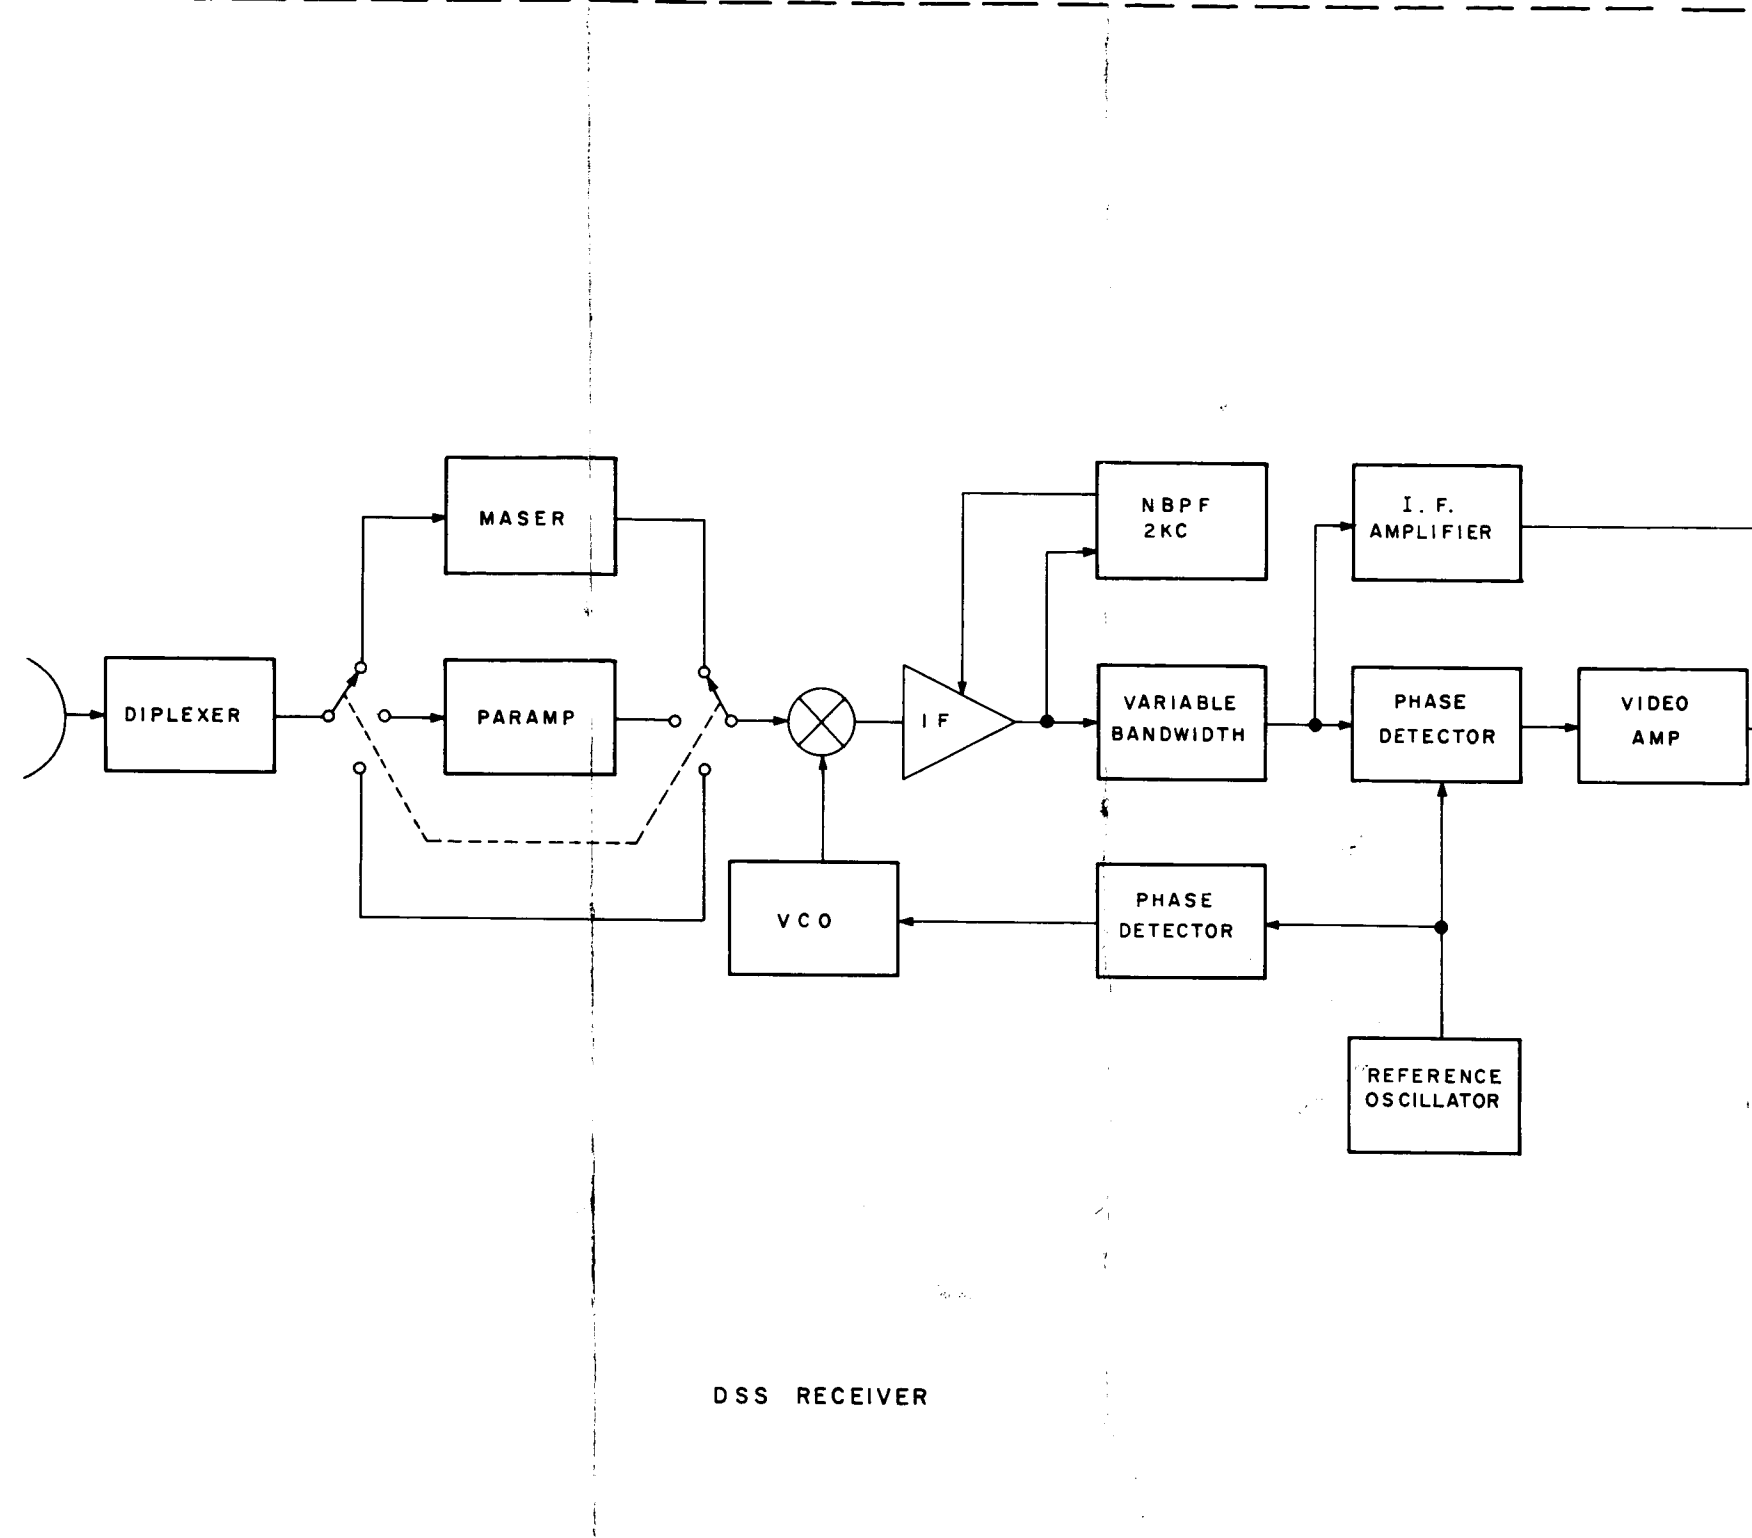 MASER
NBPF
2KC
I. F.
AMPLIFIER
DIPLEXER
PARAMP
IF
VARIABLE
BANDWIDTH
PHASE
DETECTOR
VIDEO
AMP
VCO
PHASE
DETECTOR
REFERENCE
OSCILLATOR
DSS RECEIVER